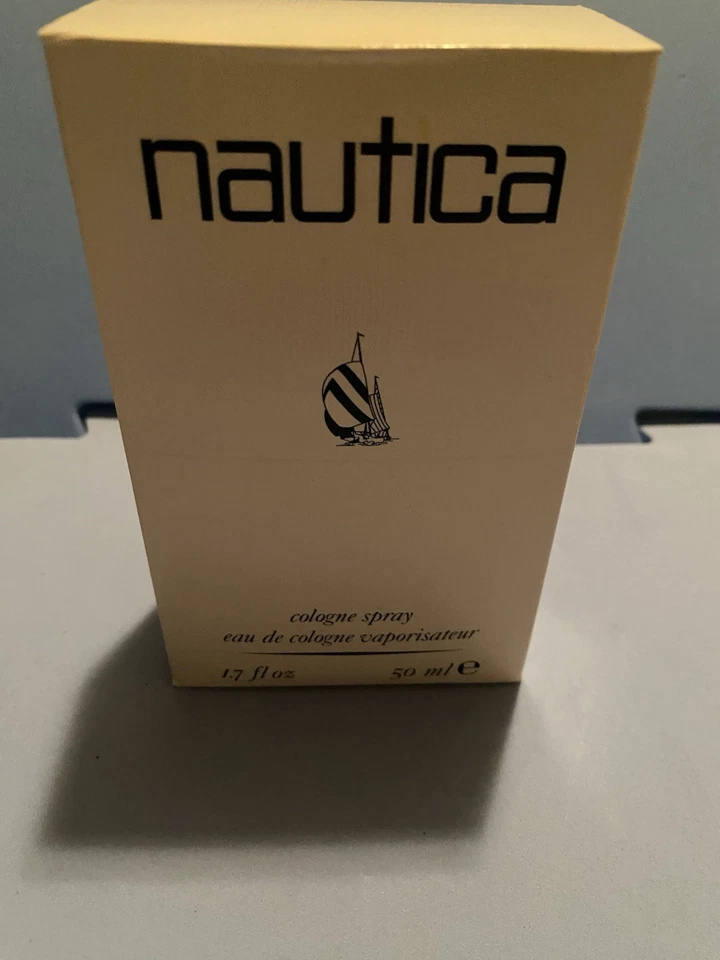 nautica
cologne spray
eau de cologne vaporisateur
1.7 fl oz 50 ml e